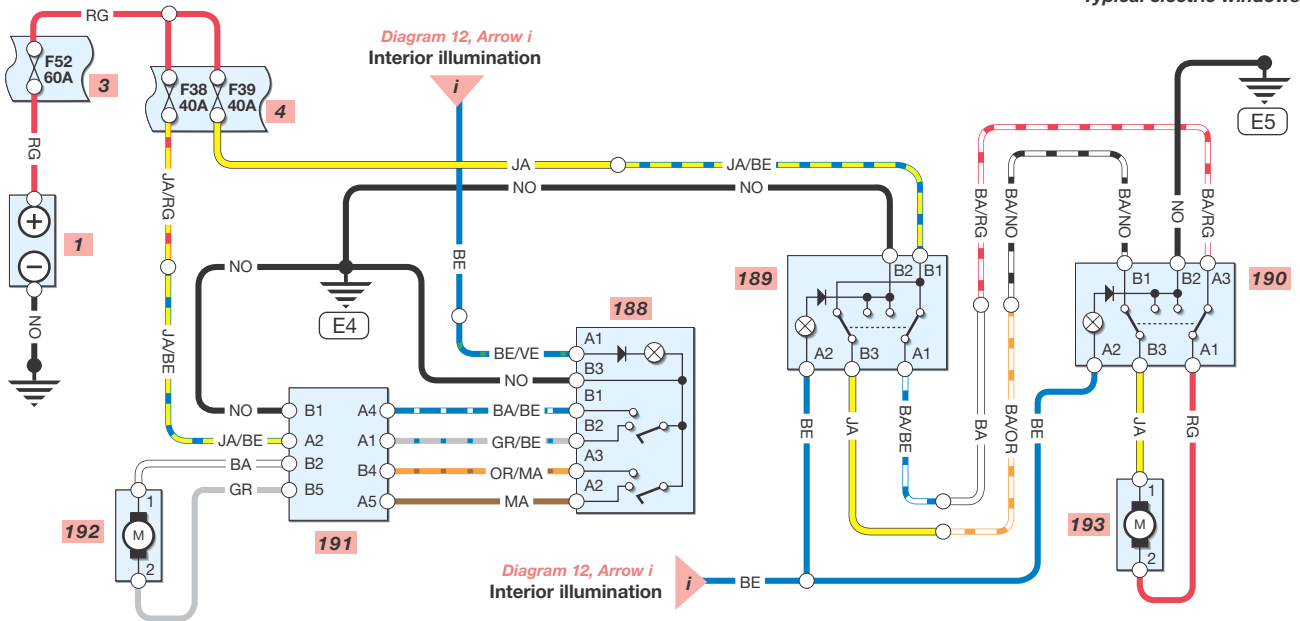 Typical electric windows
RG
F52
60A
3
F38
40A
F39
40A
4
Diagram 12, Arrow i
Interior illumination
i
E5
RG
JA/RG
JA
JA/BE
NO
NO
BA/RG
BA/NO
BA/NO
NO
BA/RG
+
−
1
NO
BE
189
B2
B1
A2
B3
A1
190
B1
B2
A3
A2
B3
A1
E4
188
NO
JA/BE
A1
BE/VE
B3
NO
B1
BA/BE
B2
GR/BE
A3
OR/MA
A2
MA
NO
B1
A4
JA/BE
A2
A1
BA
B2
B4
GR
B5
A5
191
BE
JA
BA/BE
BA
BA/OR
BE
JA
RG
192
1
M
2
193
1
M
2
Diagram 12, Arrow i
Interior illumination
i
BE